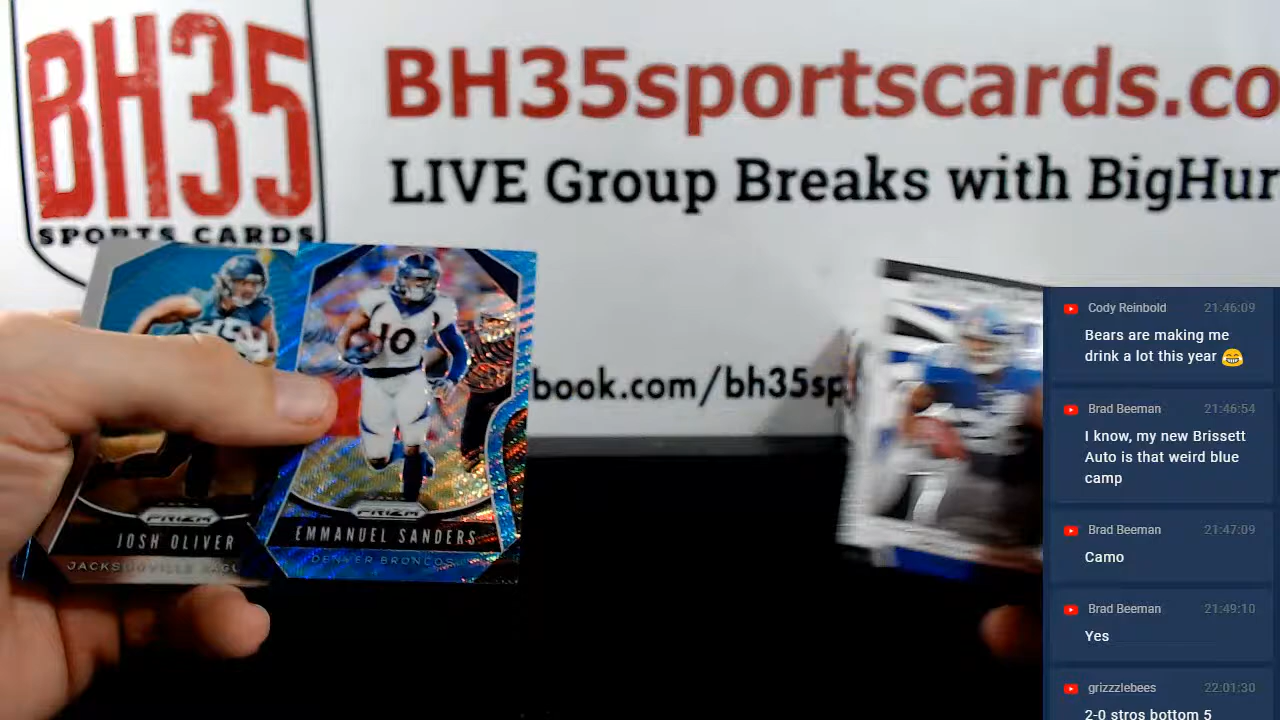 BH35
SPORTS CARDS
BH35sportscards.co
LIVE Group Breaks with BigHur
book.com/bh35sp
10
PRIZM
JOSH OLIVER
PRIZM
EMMANUEL SANDERS
DENVER BRONCOS
Cody Reinbold 21:46:09
Bears are making me
drink a lot this year 😂
Brad Beeman 21:46:54
I know, my new Brissett
Auto is that weird blue
camp
Brad Beeman 21:47:09
Camo
Brad Beeman 21:49:10
Yes
grizzzlebees 22:01:30
2-0 stros bottom 5